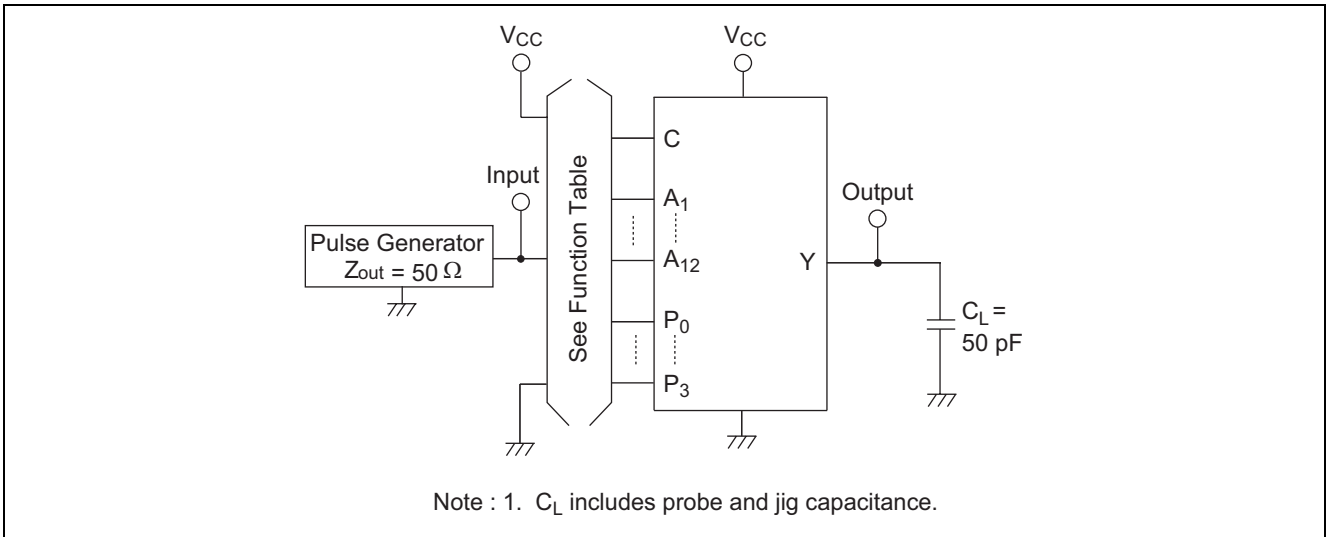 VCC
VCC
See Function Table
C
Input
A1
Output
Pulse Generator
Zout = 50 Ω
A12
Y
P0
CL =
50 pF
P3
Note : 1. CL includes probe and jig capacitance.